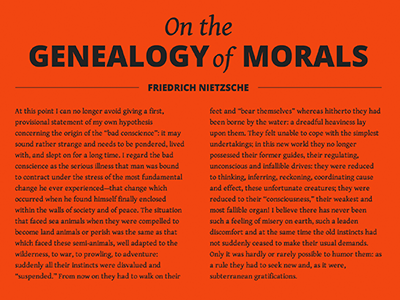 On the
GENEALOGY of MORALS
FRIEDRICH NIETZSCHE
At this point I can no longer avoid giving a first,
provisional statement of my own hypothesis
concerning the origin of the “bad conscience”: it may
sound rather strange and needs to be pondered, lived
with, and slept on for a long time. I regard the bad
conscience as the serious illness that man was bound
to contract under the stress of the most fundamental
change he ever experienced—that change which
occurred when he found himself finally enclosed
within the walls of society and of peace. The situation
that faced sea animals when they were compelled to
become land animals or perish was the same as that
which faced these semi-animals, well adapted to the
wilderness, to war, to prowling, to adventure:
suddenly all their instincts were disvalued and
“suspended.” From now on they had to walk on their
feet and “bear themselves” whereas hitherto they had
been borne by the water: a dreadful heaviness lay
upon them. They felt unable to cope with the simplest
undertakings; in this new world they no longer
possessed their former guides, their regulating,
unconscious and infallible drives: they were reduced
to thinking, inferring, reckoning, coordinating cause
and effect, these unfortunate creatures; they were
reduced to their “consciousness,” their weakest and
most fallible organ! I believe there has never been
such a feeling of misery on earth, such a leaden
discomfort and at the same time the old instincts had
not suddenly ceased to make their usual demands.
Only it was hardly or rarely possible to humor them: as
a rule they had to seek new and, as it were,
subterranean gratifications.